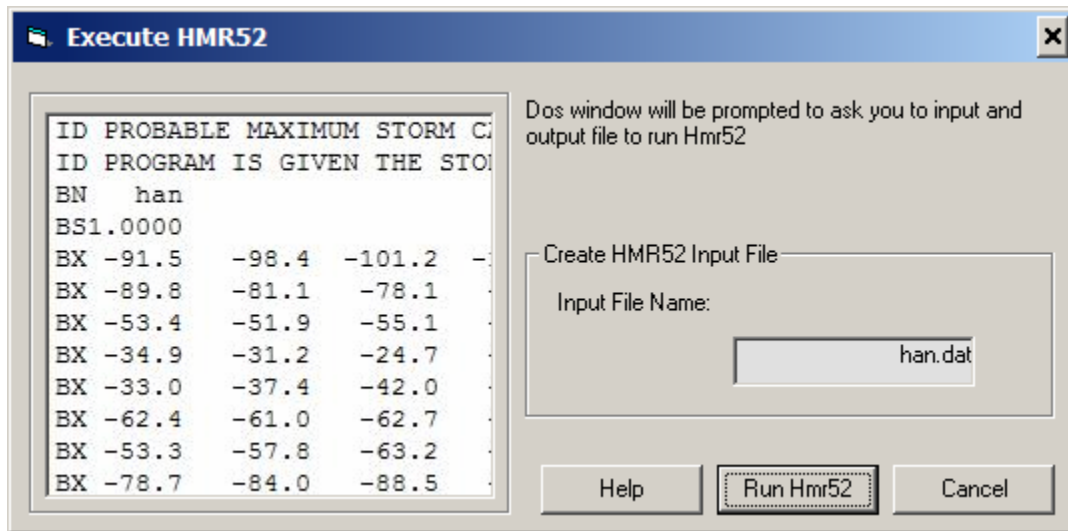 Execute HMR52
ID PROBABLE MAXIMUM STORM
ID PROGRAM IS GIVEN THE
BN han
BS1.0000
BX -91.5 -98.4 -101.2
BX -89.8 -81.1 -78.1
BX -53.4 -51.9 -55.1
BX -34.9 -31.2 -24.7
BX -33.0 -37.4 -42.0
BX -62.4 -61.0 -62.7
BX -53.3 -57.8 -63.2
BX -78.7 -84.0 -88.5
Dos window will be prompted to ask you to input and
output file to run Hmr52
Create HMR52 Input File
Input File Name:
han.dat
Help
Run Hmr52
Cancel